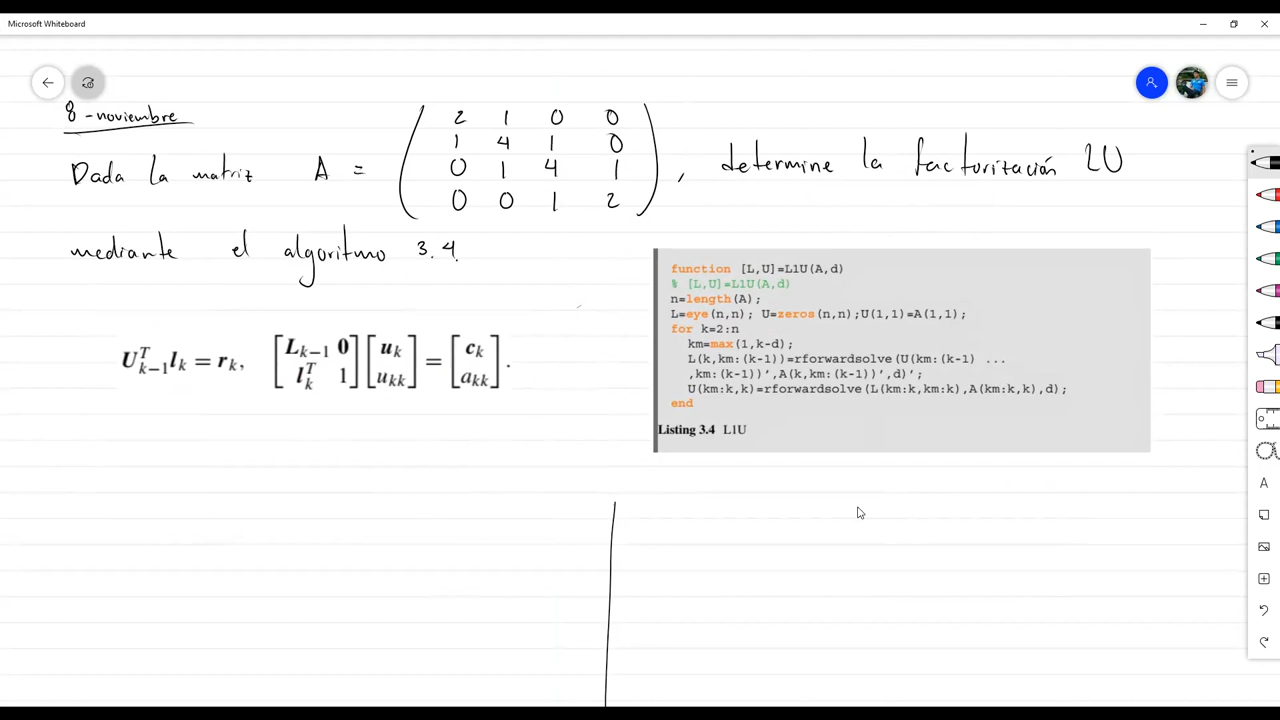 Microsoft Whiteboard
8 - noviembre
Dada la matriz A = ( 2 1 0 0
1 4 1 0
0 1 4 1
0 0 1 2 ) , determine la factorización LU
mediante el algoritmo 3.4.
U^T_{k-1} l_k = r_k, [L_{k-1} 0; l_k^T 1] [u_k; u_{kk}] = [c_k; a_{kk}].
function [L,U]=L1U(A,d)
% [L,U]=L1U(A,d)
n=length(A);
L=eye(n,n); U=zeros(n,n);U(1,1)=A(1,1);
for k=2:n
km=max(1,k-d);
L(k,km:(k-1))=rforwardsolve(U(km:(k-1) ...
,km:(k-1))',A(k,km:(k-1))',d)';
U(km:k,k)=rforwardsolve(L(km:k,km:k),A(km:k,k),d);
end
Listing 3.4 L1U
A